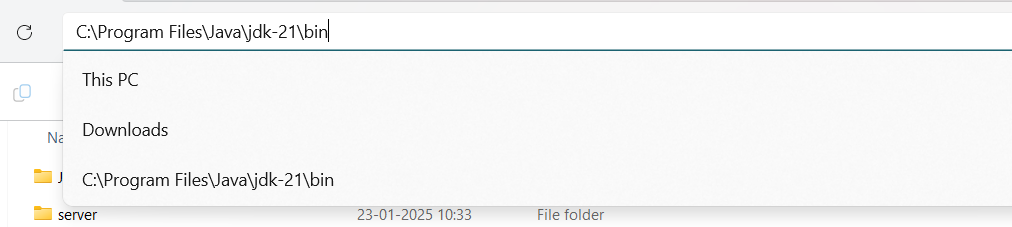 C:\Program Files\Java\jdk-21\bin
This PC
Downloads
C:\Program Files\Java\jdk-21\bin
Na
J
server 23-01-2025 10:33 File folder